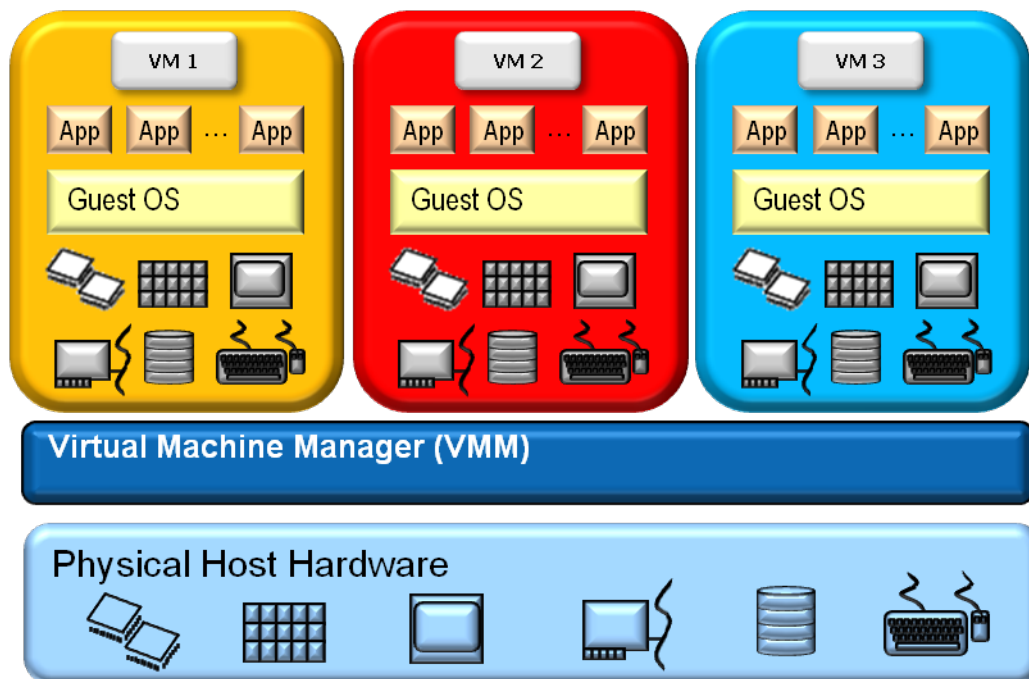 VM 1
App App ... App
Guest OS
VM 2
App App ... App
Guest OS
VM 3
App App ... App
Guest OS
Virtual Machine Manager (VMM)
Physical Host Hardware